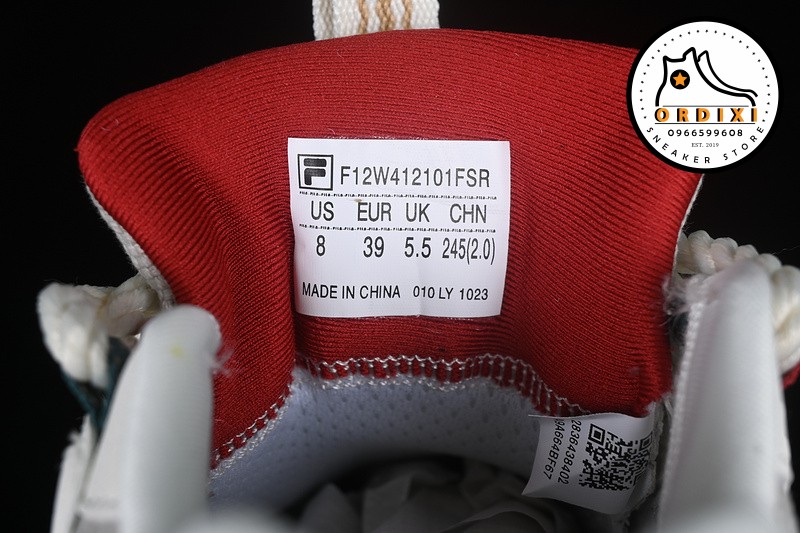 ORDIXI
0966599608
EST. 2019
SNEAKER STORE
F F12W412101FSR
US EUR UK CHN
8 39 5.5 245(2.0)
MADE IN CHINA 010 LY 1023
2836438402